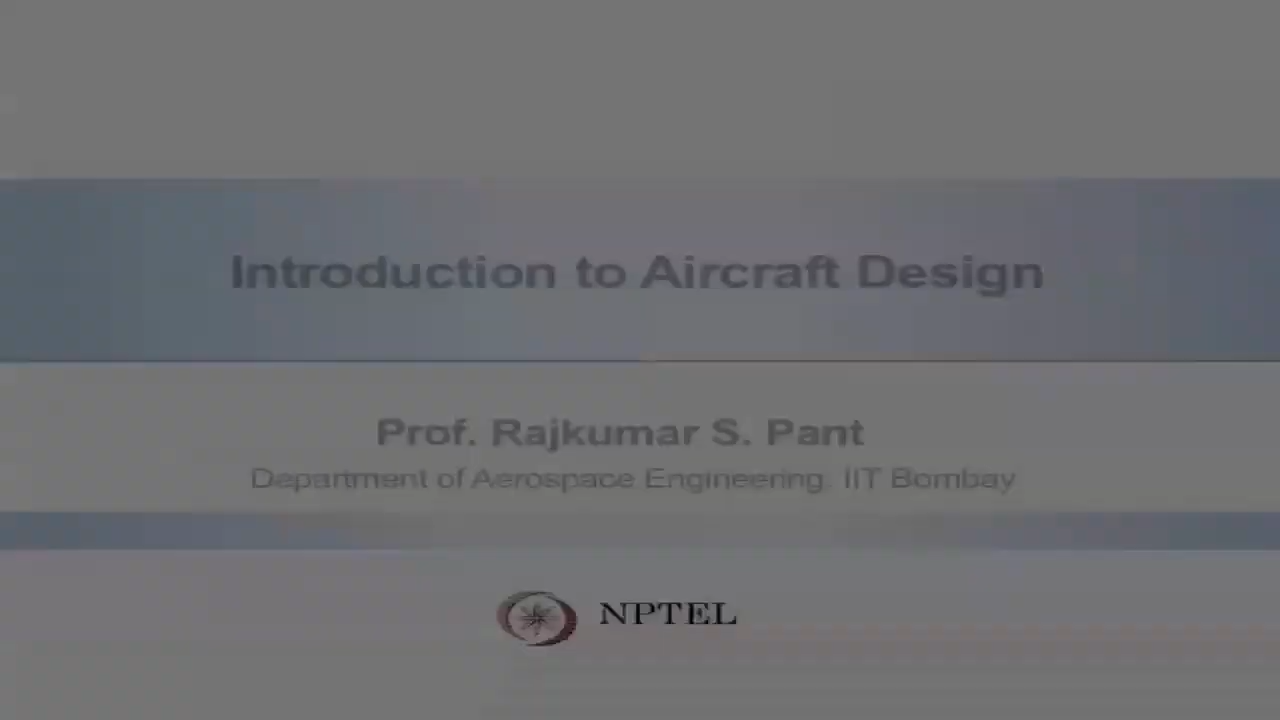 Introduction to Aircraft Design
Prof. Rajkumar S. Pant
Department of Aerospace Engineering, IIT Bombay
NPTEL